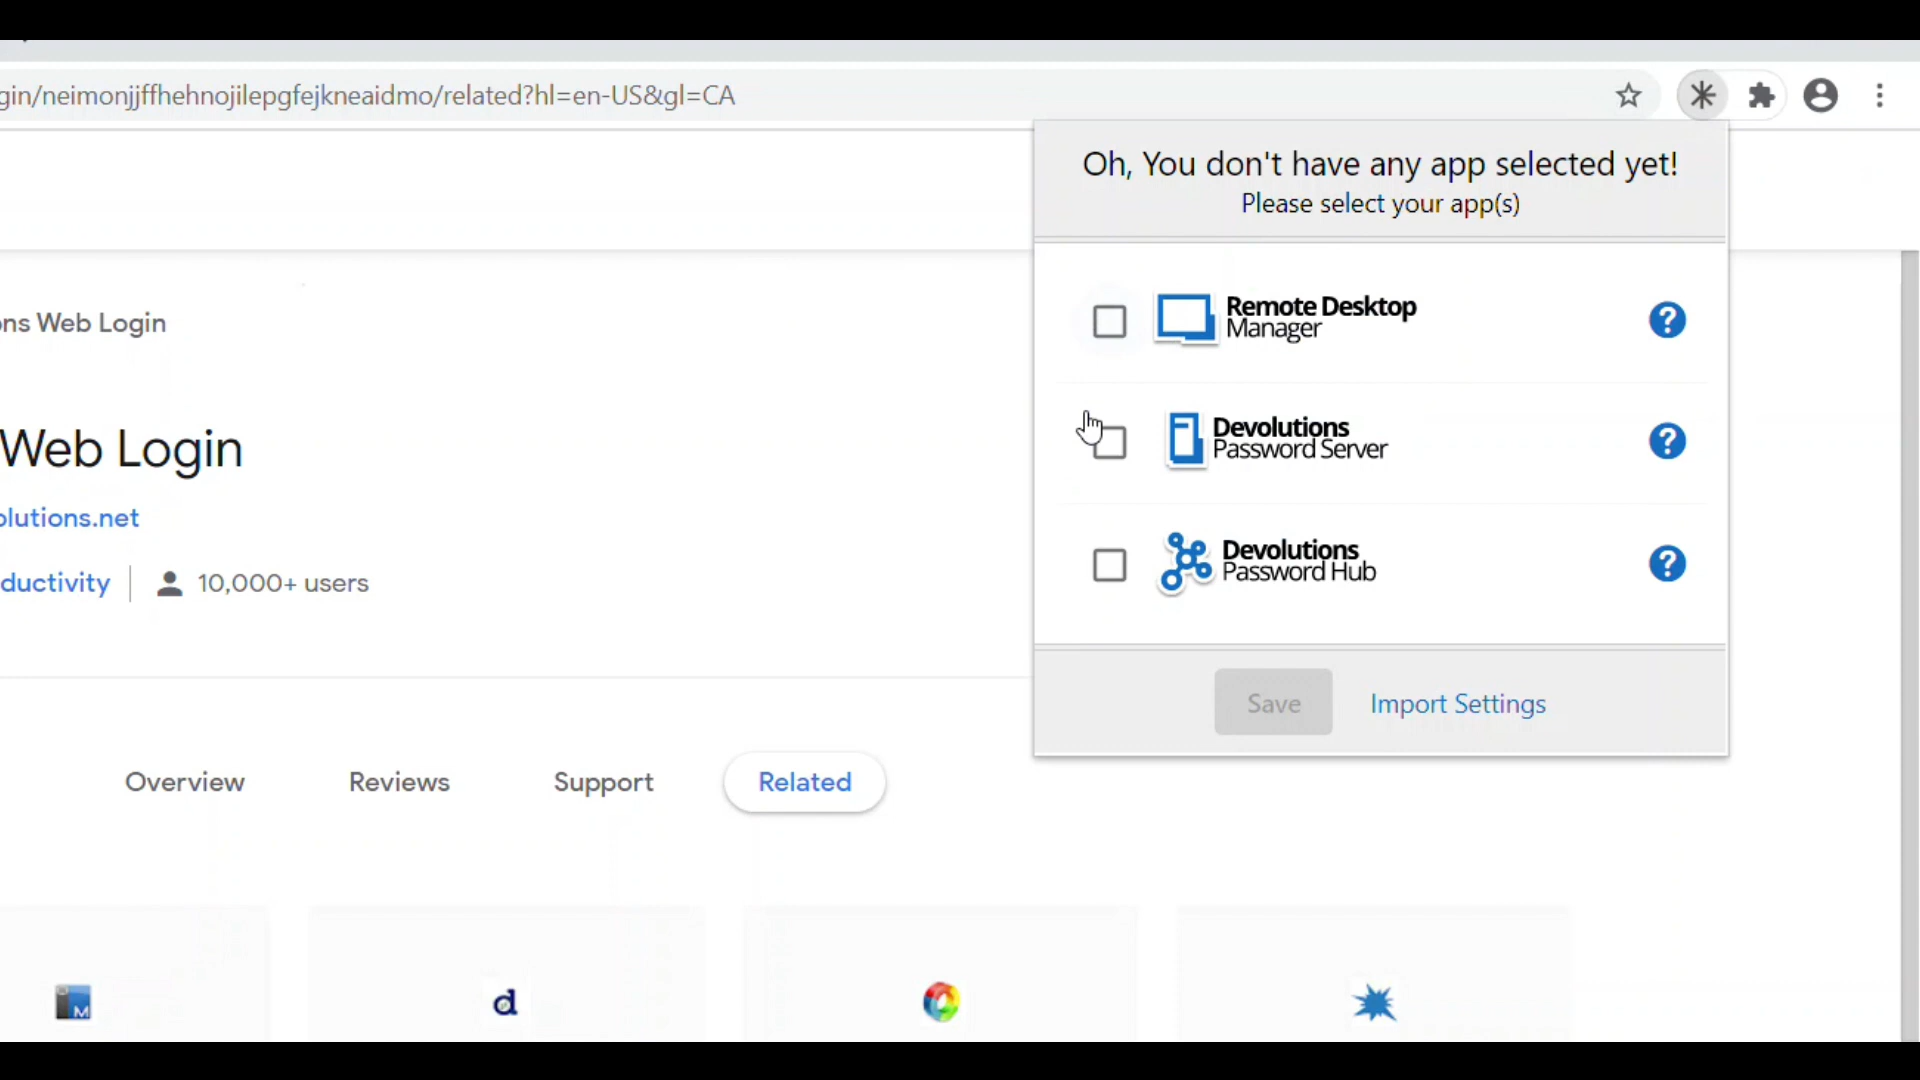 gin/neimonjjffhehnojilepgfejkneaidmo/related?hl=en-US&gl=CA
Oh, You don't have any app selected yet!
Please select your app(s)
Remote Desktop
Manager
Devolutions
Password Server
Devolutions
Password Hub
Save
Import Settings
ons Web Login
Web Login
olutions.net
ductivity
10,000+ users
Overview
Reviews
Support
Related
M
d